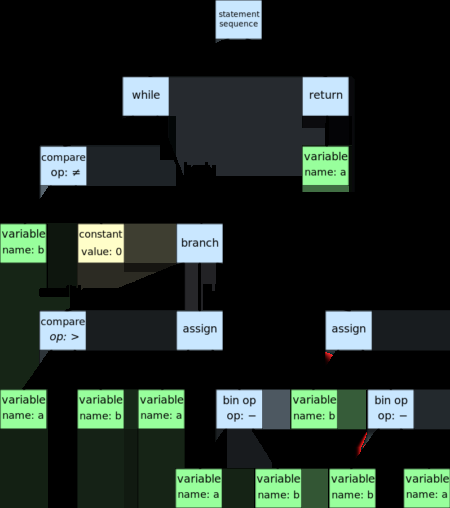 statement
sequence
while
return
compare
op: ≠
variable
name: a
variable
name: b
constant
value: 0
branch
compare
op: >
assign
assign
variable
name: a
variable
name: b
variable
name: a
bin op
op: −
variable
name: b
bin op
op: −
variable
name: a
variable
name: b
variable
name: b
variable
name: a